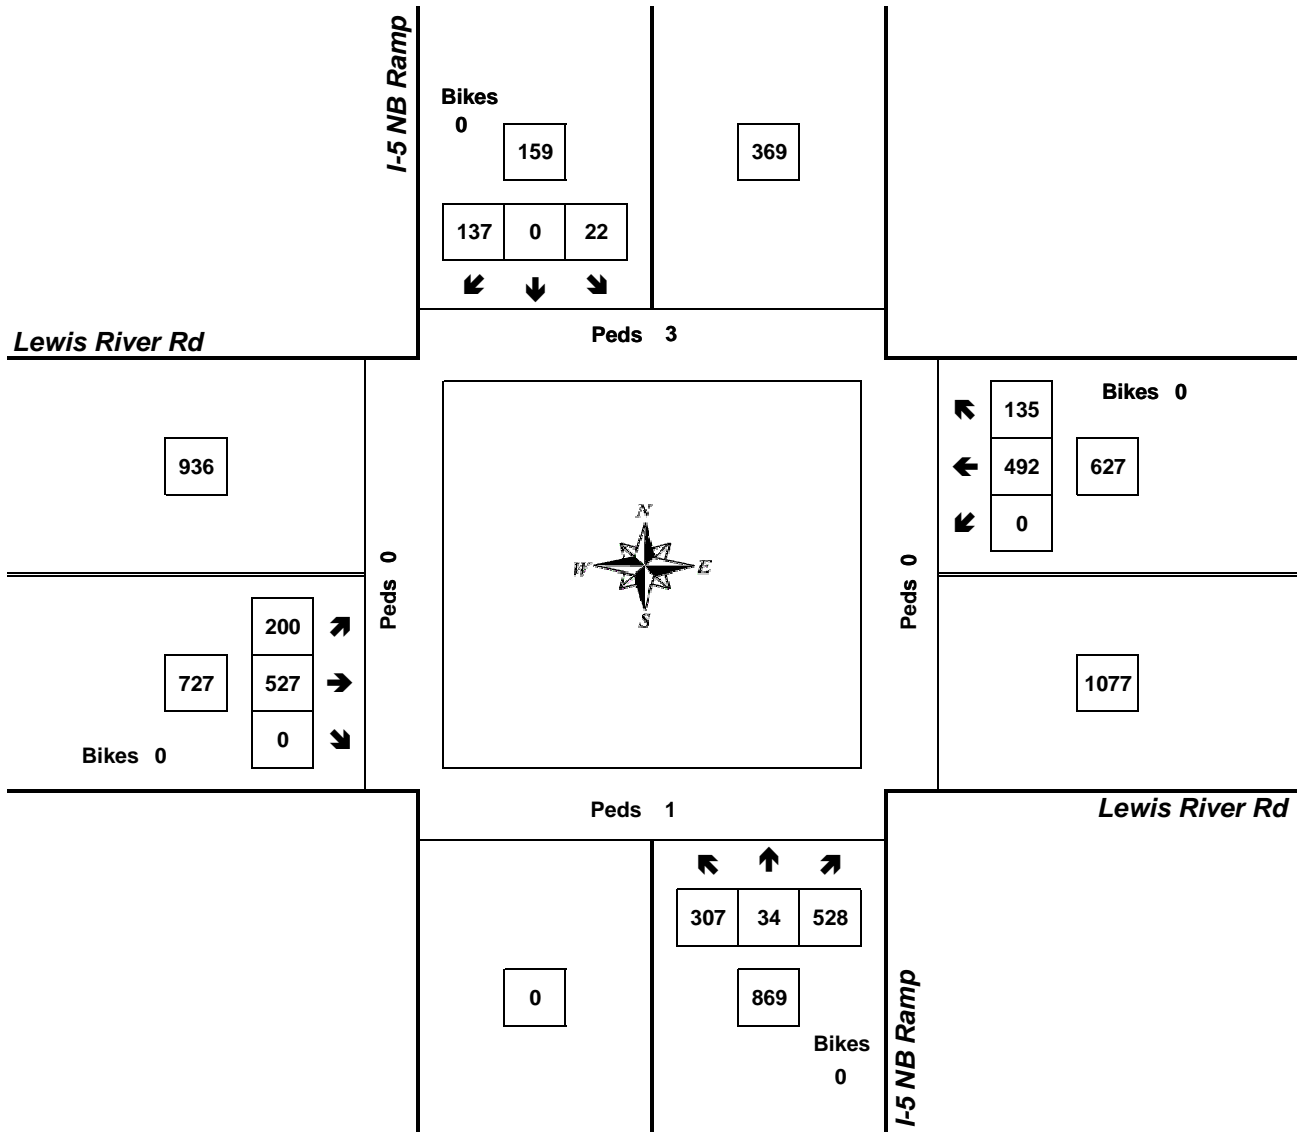 I-5 NB Ramp
Bikes
0
159
369
137 0 22
Peds 3
Lewis River Rd
135
Bikes 0
936
492
627
0
N
W E
S
Peds 0
Peds 0
200
727
527
1077
0
Bikes 0
Peds 1
Lewis River Rd
307 34 528
0
869
Bikes
0
I-5 NB Ramp